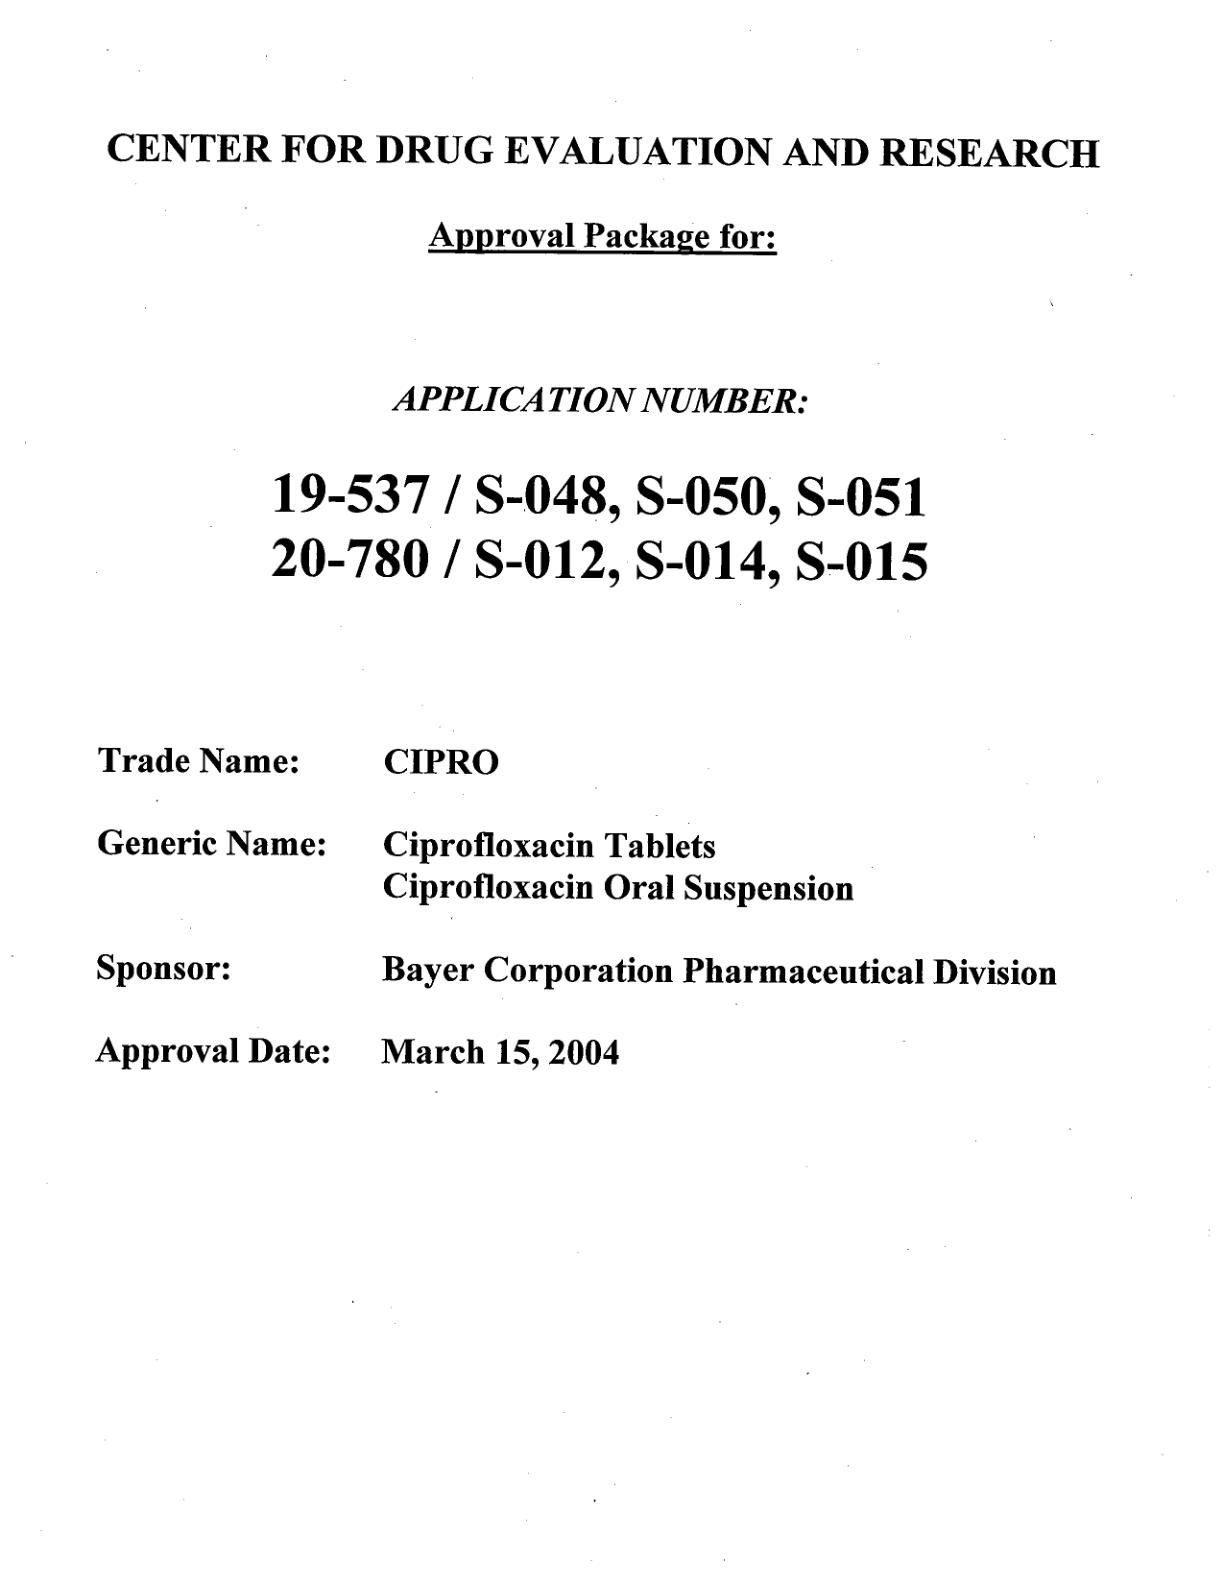 CENTER FOR DRUG EVALUATION AND RESEARCH
Approval Package for:
APPLICATION NUMBER:
19-537 / S-048, S-050, S-051
20-780 / S-012, S-014, S-015
Trade Name: CIPRO
Generic Name: Ciprofloxacin Tablets
Ciprofloxacin Oral Suspension
Sponsor: Bayer Corporation Pharmaceutical Division
Approval Date: March 15, 2004